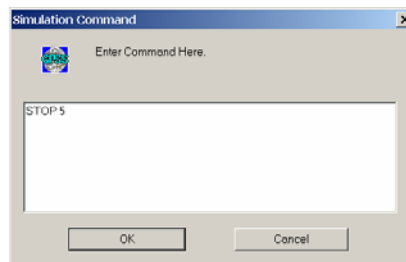 Simulation Command
Enter Command Here.
STOP 5
OK
Cancel